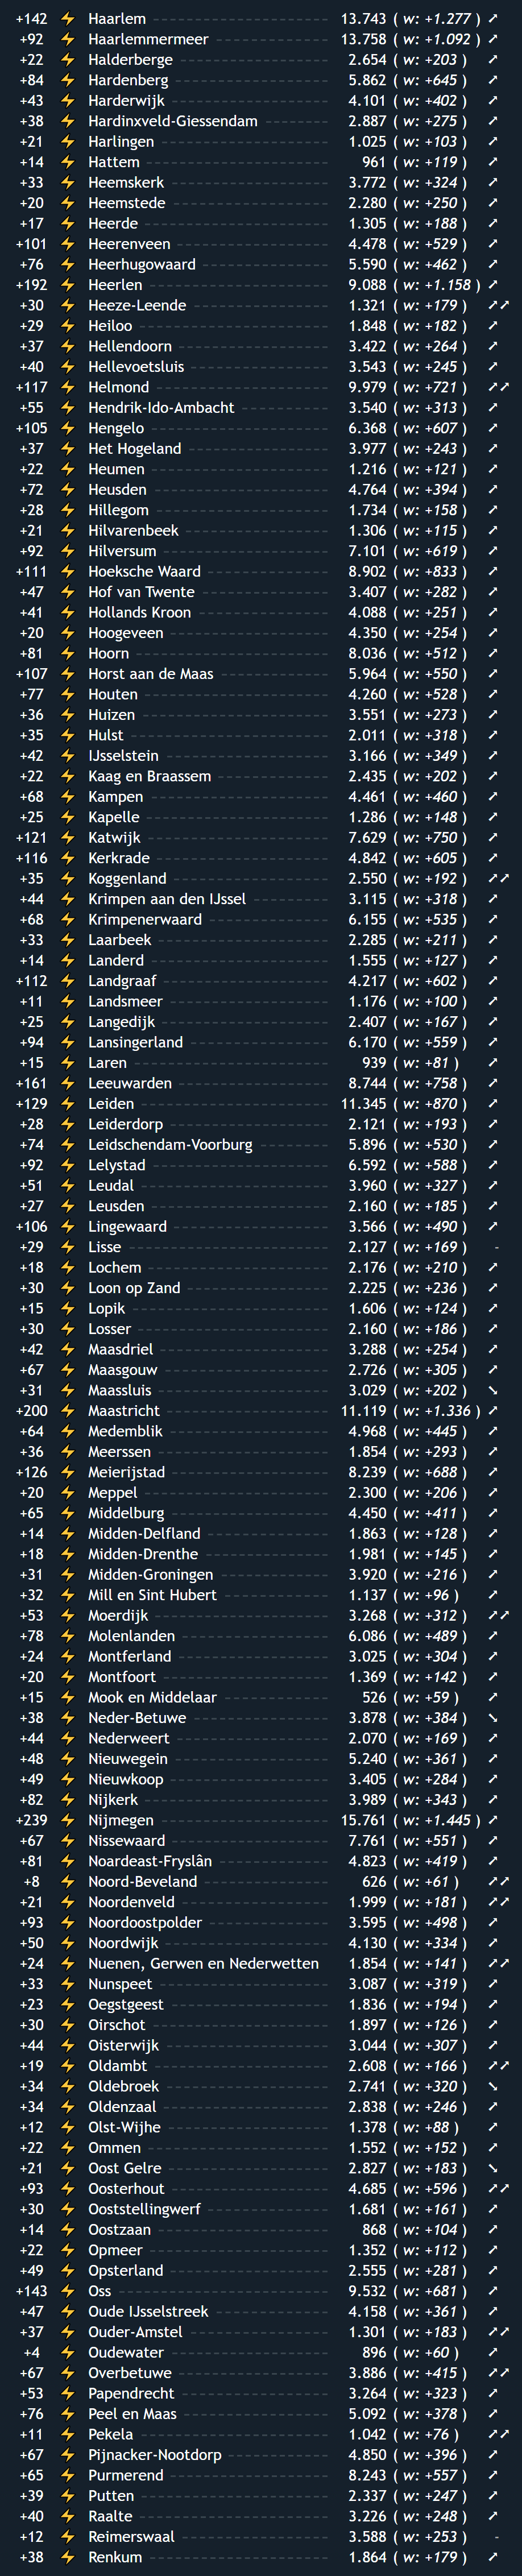 +142 ⚡ Haarlem 13.743 ( w: +1.277 ) ➚
+92 ⚡ Haarlemmermeer 13.758 ( w: +1.092 ) ➚
+22 ⚡ Halderberge 2.654 ( w: +203 ) ➚
+84 ⚡ Hardenberg 5.862 ( w: +645 ) ➚
+43 ⚡ Harderwijk 4.101 ( w: +402 ) ➚
+38 ⚡ Hardinxveld-Giessendam 2.887 ( w: +275 ) ➚
+21 ⚡ Harlingen 1.025 ( w: +103 ) ➚
+14 ⚡ Hattem 961 ( w: +119 ) ➚
+33 ⚡ Heemskerk 3.772 ( w: +324 ) ➚
+20 ⚡ Heemstede 2.280 ( w: +250 ) ➚
+17 ⚡ Heerde 1.305 ( w: +188 ) ➚
+101 ⚡ Heerenveen 4.478 ( w: +529 ) ➚
+76 ⚡ Heerhugowaard 5.590 ( w: +462 ) ➚
+192 ⚡ Heerlen 9.088 ( w: +1.158 ) ➚
+30 ⚡ Heeze-Leende 1.321 ( w: +179 ) ➚➚
+29 ⚡ Heiloo 1.848 ( w: +182 ) ➚
+37 ⚡ Hellendoorn 3.422 ( w: +264 ) ➚
+40 ⚡ Hellevoetsluis 3.543 ( w: +245 ) ➚
+117 ⚡ Helmond 9.979 ( w: +721 ) ➚➚
+55 ⚡ Hendrik-Ido-Ambacht 3.540 ( w: +313 ) ➚
+105 ⚡ Hengelo 6.368 ( w: +607 ) ➚
+37 ⚡ Het Hogeland 3.977 ( w: +243 ) ➚
+22 ⚡ Heumen 1.216 ( w: +121 ) ➚
+72 ⚡ Heusden 4.764 ( w: +394 ) ➚
+28 ⚡ Hillegom 1.734 ( w: +158 ) ➚
+21 ⚡ Hilvarenbeek 1.306 ( w: +115 ) ➚
+92 ⚡ Hilversum 7.101 ( w: +619 ) ➚
+111 ⚡ Hoeksche Waard 8.902 ( w: +833 ) ➚
+47 ⚡ Hof van Twente 3.407 ( w: +282 ) ➚
+41 ⚡ Hollands Kroon 4.088 ( w: +251 ) ➚
+20 ⚡ Hoogeveen 4.350 ( w: +254 ) ➚
+81 ⚡ Hoorn 8.036 ( w: +512 ) ➚
+107 ⚡ Horst aan de Maas 5.964 ( w: +550 ) ➚
+77 ⚡ Houten 4.260 ( w: +528 ) ➚
+36 ⚡ Huizen 3.551 ( w: +273 ) ➚
+35 ⚡ Hulst 2.011 ( w: +318 ) ➚
+42 ⚡ IJsselstein 3.166 ( w: +349 ) ➚
+22 ⚡ Kaag en Braassem 2.435 ( w: +202 ) ➚
+68 ⚡ Kampen 4.461 ( w: +460 ) ➚
+25 ⚡ Kapelle 1.286 ( w: +148 ) ➚
+121 ⚡ Katwijk 7.629 ( w: +750 ) ➚
+116 ⚡ Kerkrade 4.842 ( w: +605 ) ➚
+35 ⚡ Koggenland 2.550 ( w: +192 ) ➚➚
+44 ⚡ Krimpen aan den IJssel 3.115 ( w: +318 ) ➚
+68 ⚡ Krimpenerwaard 6.155 ( w: +535 ) ➚
+33 ⚡ Laarbeek 2.285 ( w: +211 ) ➚
+14 ⚡ Landerd 1.555 ( w: +127 ) ➚
+112 ⚡ Landgraaf 4.217 ( w: +602 ) ➚
+11 ⚡ Landsmeer 1.176 ( w: +100 ) ➚
+25 ⚡ Langedijk 2.407 ( w: +167 ) ➚
+94 ⚡ Lansingerland 6.170 ( w: +559 ) ➚
+15 ⚡ Laren 939 ( w: +81 ) ➚
+161 ⚡ Leeuwarden 8.744 ( w: +758 ) ➚
+129 ⚡ Leiden 11.345 ( w: +870 ) ➚
+28 ⚡ Leiderdorp 2.121 ( w: +193 ) ➚
+74 ⚡ Leidschendam-Voorburg 5.896 ( w: +530 ) ➚
+92 ⚡ Lelystad 6.592 ( w: +588 ) ➚
+51 ⚡ Leudal 3.960 ( w: +327 ) ➚
+27 ⚡ Leusden 2.160 ( w: +185 ) ➚
+106 ⚡ Lingewaard 3.566 ( w: +490 ) ➚
+29 ⚡ Lisse 2.127 ( w: +169 ) -
+18 ⚡ Lochem 2.176 ( w: +210 ) ➚
+30 ⚡ Loon op Zand 2.225 ( w: +236 ) ➚
+15 ⚡ Lopik 1.606 ( w: +124 ) ➚
+30 ⚡ Losser 2.160 ( w: +186 ) ➚
+42 ⚡ Maasdriel 3.288 ( w: +254 ) ➚
+67 ⚡ Maasgouw 2.726 ( w: +305 ) ➚
+31 ⚡ Maassluis 3.029 ( w: +202 ) ➘
+200 ⚡ Maastricht 11.119 ( w: +1.336 ) ➚
+64 ⚡ Medemblik 4.968 ( w: +445 ) ➚
+36 ⚡ Meerssen 1.854 ( w: +293 ) ➚
+126 ⚡ Meierijstad 8.239 ( w: +688 ) ➚
+20 ⚡ Meppel 2.300 ( w: +206 ) ➚
+65 ⚡ Middelburg 4.450 ( w: +411 ) ➚
+14 ⚡ Midden-Delfland 1.863 ( w: +128 ) ➚
+18 ⚡ Midden-Drenthe 1.981 ( w: +145 ) ➚
+31 ⚡ Midden-Groningen 3.920 ( w: +216 ) ➚
+32 ⚡ Mill en Sint Hubert 1.137 ( w: +96 ) ➚
+53 ⚡ Moerdijk 3.268 ( w: +312 ) ➚➚
+78 ⚡ Molenlanden 6.086 ( w: +489 ) ➚
+24 ⚡ Montferland 3.025 ( w: +304 ) ➚
+20 ⚡ Montfoort 1.369 ( w: +142 ) ➚
+15 ⚡ Mook en Middelaar 526 ( w: +59 ) ➚
+38 ⚡ Neder-Betuwe 3.878 ( w: +384 ) ➘
+44 ⚡ Nederweert 2.070 ( w: +169 ) ➚
+48 ⚡ Nieuwegein 5.240 ( w: +361 ) ➚
+49 ⚡ Nieuwkoop 3.405 ( w: +284 ) ➚
+82 ⚡ Nijkerk 3.989 ( w: +343 ) ➚
+239 ⚡ Nijmegen 15.761 ( w: +1.445 ) ➚
+67 ⚡ Nissewaard 7.761 ( w: +551 ) ➚
+81 ⚡ Noardeast-Fryslân 4.823 ( w: +419 ) ➚
+8 ⚡ Noord-Beveland 626 ( w: +61 ) ➚➚
+21 ⚡ Noordenveld 1.999 ( w: +181 ) ➚➚
+93 ⚡ Noordoostpolder 3.595 ( w: +498 ) ➚
+50 ⚡ Noordwijk 4.130 ( w: +334 ) ➚
+24 ⚡ Nuenen, Gerwen en Nederwetten 1.854 ( w: +141 ) ➚➚
+33 ⚡ Nunspeet 3.087 ( w: +319 ) ➚
+23 ⚡ Oegstgeest 1.836 ( w: +194 ) ➚
+30 ⚡ Oirschot 1.897 ( w: +126 ) ➚
+44 ⚡ Oisterwijk 3.044 ( w: +307 ) ➚
+19 ⚡ Oldambt 2.608 ( w: +166 ) ➚➚
+34 ⚡ Oldebroek 2.741 ( w: +320 ) ➘
+34 ⚡ Oldenzaal 2.838 ( w: +246 ) ➚
+12 ⚡ Olst-Wijhe 1.378 ( w: +88 ) ➚
+22 ⚡ Ommen 1.552 ( w: +152 ) ➚
+21 ⚡ Oost Gelre 2.827 ( w: +183 ) ➘
+93 ⚡ Oosterhout 4.685 ( w: +596 ) ➚➚
+30 ⚡ Ooststellingwerf 1.681 ( w: +161 ) ➚
+14 ⚡ Oostzaan 868 ( w: +104 ) ➚
+22 ⚡ Opmeer 1.352 ( w: +112 ) ➚
+49 ⚡ Opsterland 2.555 ( w: +281 ) ➚
+143 ⚡ Oss 9.532 ( w: +681 ) ➚
+47 ⚡ Oude IJsselstreek 4.158 ( w: +361 ) ➚
+37 ⚡ Ouder-Amstel 1.301 ( w: +183 ) ➚➚
+4 ⚡ Oudewater 896 ( w: +60 ) ➚
+67 ⚡ Overbetuwe 3.886 ( w: +415 ) ➚➚
+53 ⚡ Papendrecht 3.264 ( w: +323 ) ➚
+76 ⚡ Peel en Maas 5.092 ( w: +378 ) ➚
+11 ⚡ Pekela 1.042 ( w: +76 ) ➚➚
+67 ⚡ Pijnacker-Nootdorp 4.850 ( w: +396 ) ➚
+65 ⚡ Purmerend 8.243 ( w: +557 ) ➚
+39 ⚡ Putten 2.337 ( w: +247 ) ➚
+40 ⚡ Raalte 3.226 ( w: +248 ) ➚
+12 ⚡ Reimerswaal 3.588 ( w: +253 ) -
+38 ⚡ Renkum 1.864 ( w: +179 ) ➚